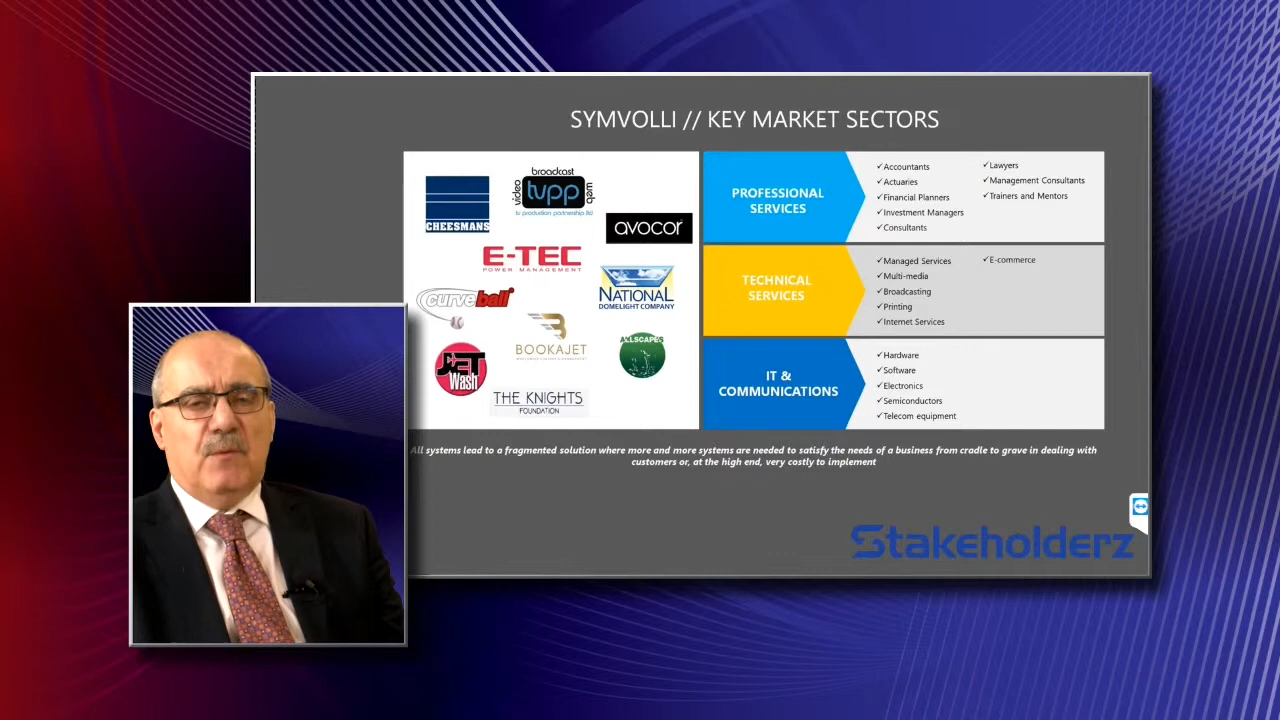 SYMVOLLI // KEY MARKET SECTORS
CHEESMANS
broadcast
video
tvpp
qem
tv production partnership ltd
avocor
E-TEC
POWER MANAGEMENT
curveball
NATIONAL
DOMELIGHT COMPANY
BOOKAJET
ALLSCAPES
JET
Wash
THE KNIGHTS
FOUNDATION
PROFESSIONAL
SERVICES
✓Accountants
✓Actuaries
✓Financial Planners
✓Investment Managers
✓Consultants
✓Lawyers
✓Management Consultants
✓Trainers and Mentors
TECHNICAL
SERVICES
✓Managed Services
✓Multi-media
✓Broadcasting
✓Printing
✓Internet Services
✓E-commerce
IT &
COMMUNICATIONS
✓Hardware
✓Software
✓Electronics
✓Semiconductors
✓Telecom equipment
All systems lead to a fragmented solution where more and more systems are needed to satisfy the needs of a business from cradle to grave in dealing with
customers or, at the high end, very costly to implement
Stakeholderz